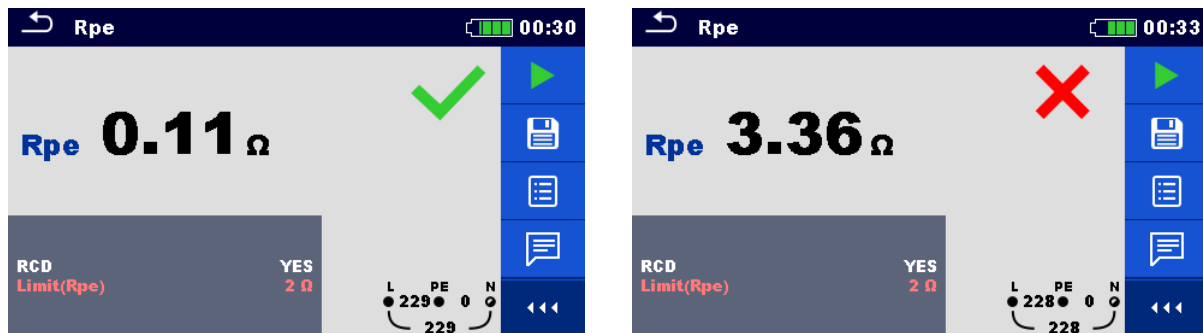 Rpe 00:30
Rpe 0.11 Ω
RCD YES
Limit(Rpe) 2 Ω
L PE N
229 0
229
Rpe 00:33
Rpe 3.36 Ω
RCD YES
Limit(Rpe) 2 Ω
L PE N
228 0
228